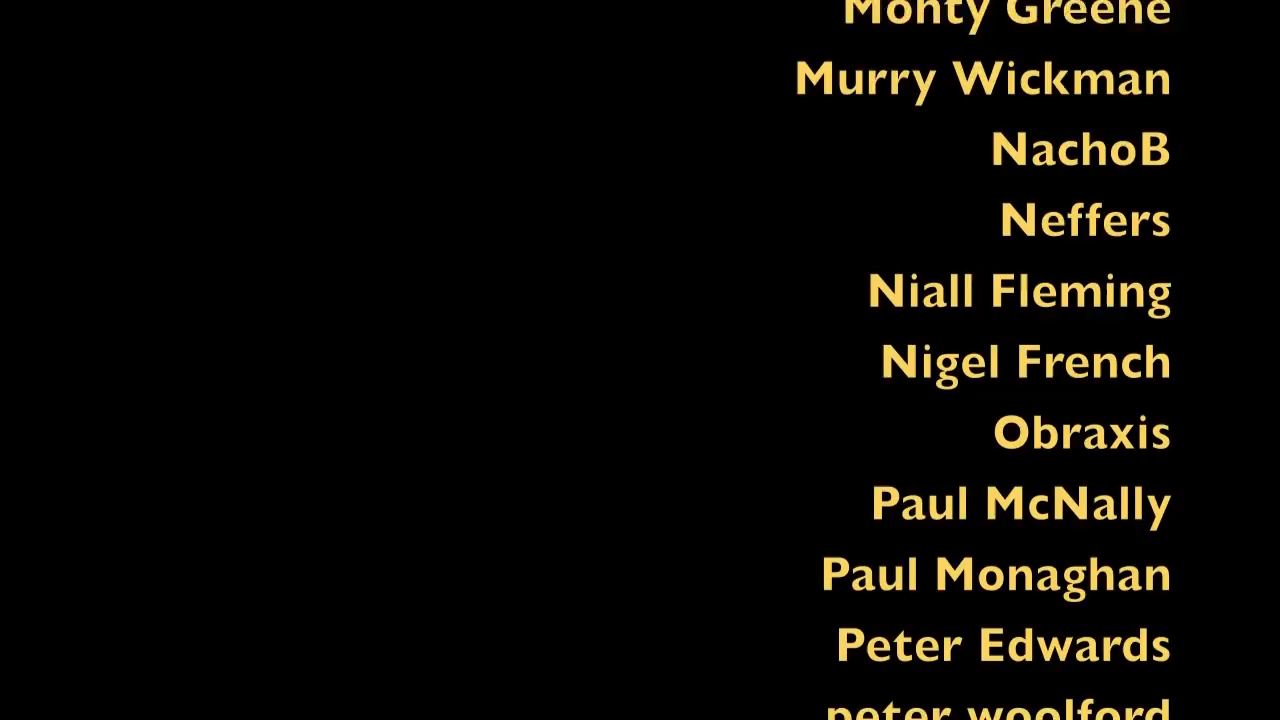 Monty Greene
Murry Wickman
NachoB
Neffers
Niall Fleming
Nigel French
Obraxis
Paul McNally
Paul Monaghan
Peter Edwards
peter woolford